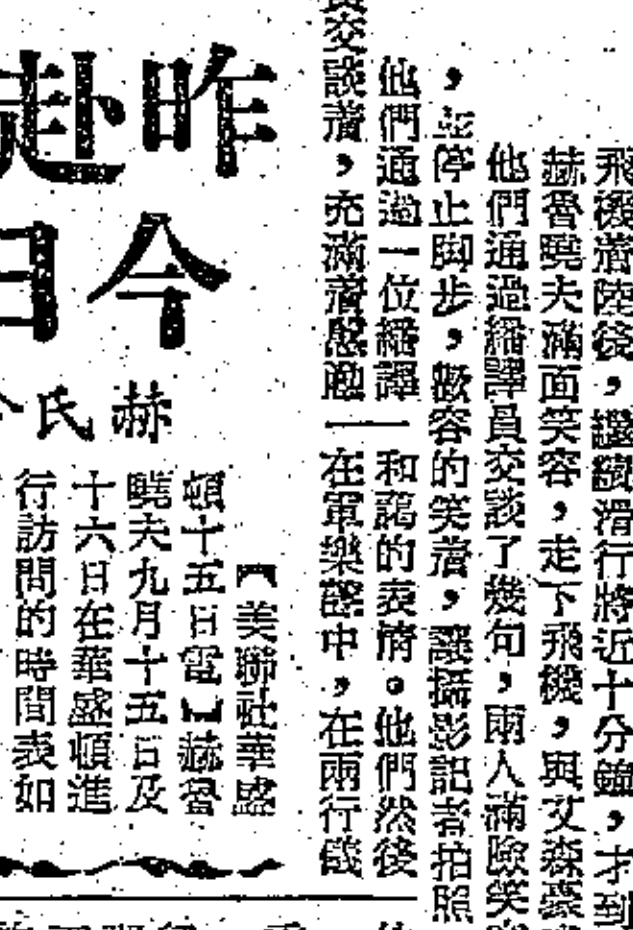 飛機着陸後，繼續滑行將近十分鐘，才到
赫魯曉夫滿面笑容，走下飛機，與艾森豪
他們通過繙譯員交談了幾句，兩人滿臉笑
，並停止脚步，歛容的笑着，讓攝影記者拍照
他們通過一位繙譯——和藹的表情。他們然後
交談着，充滿着感
在軍樂聲中，在兩行儀
昨赴
今日
赫氏
【美聯社華盛
頓十五日電】赫魯
曉夫九月十五日及
十六日在華盛頓進
行訪問的時間表如